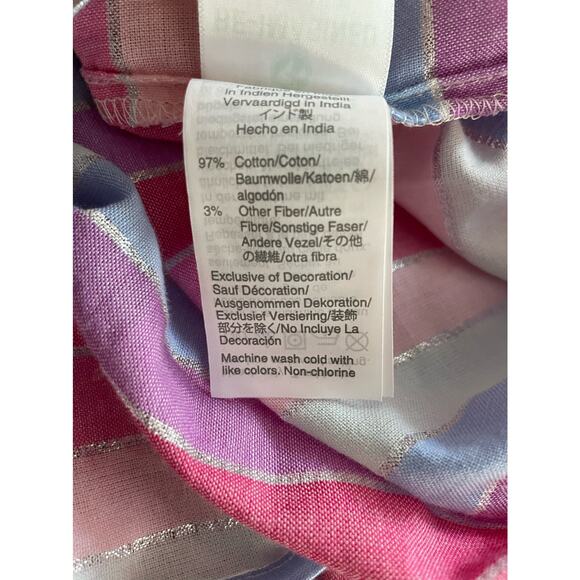 in Indien Hergestellt
Vervaardigd in India
インド製
Hecho en India
97% Cotton/Coton/
Baumwolle/Katoen/綿/
algodón
3% Other Fiber/Autre
Fibre/Sonstige Faser/
Andere Vezel/その他
の繊維/otra fibra
Exclusive of Decoration/
Sauf Décoration/
Ausgenommen Dekoration/
Exclusief Versiering/装飾
部分を除く/No Incluye La
Decoración
Machine wash cold with
like colors. Non-chlorine